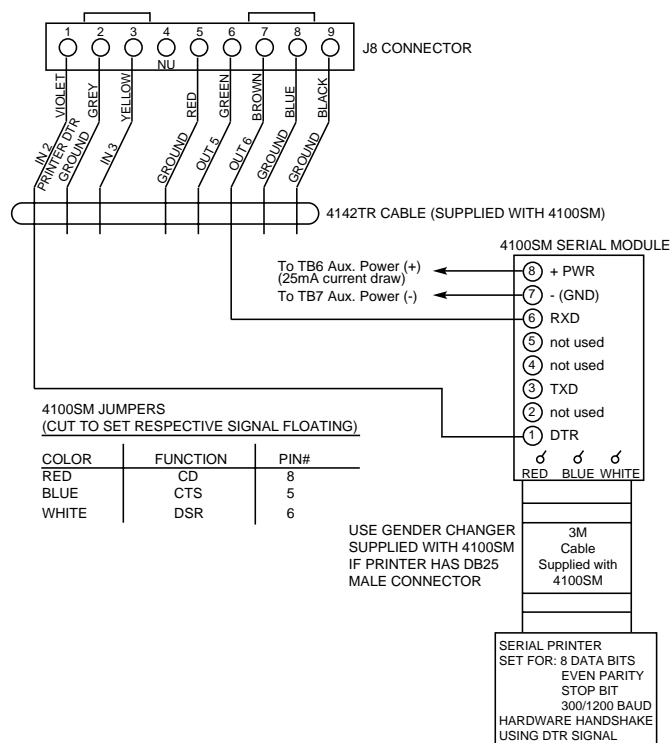 1 2 3 4 5 6 7 8 9
J8 CONNECTOR
NU
VIOLET
GREY
YELLOW
RED
GREEN
BROWN
BLUE
BLACK
IN 2
PRINTER DTR
GROUND
IN 3
GROUND
OUT 5
OUT 6
GROUND
GROUND
4142TR CABLE (SUPPLIED WITH 4100SM)
4100SM SERIAL MODULE
To TB6 Aux. Power (+)
(25mA current draw)
To TB7 Aux. Power (-)
8 + PWR
7 - (GND)
6 RXD
5 not used
4 not used
3 TXD
2 not used
1 DTR
RED BLUE WHITE
4100SM JUMPERS
(CUT TO SET RESPECTIVE SIGNAL FLOATING)
COLOR FUNCTION PIN#
RED CD 8
BLUE CTS 5
WHITE DSR 6
USE GENDER CHANGER
SUPPLIED WITH 4100SM
IF PRINTER HAS DB25
MALE CONNECTOR
3M
Cable
Supplied with
4100SM
SERIAL PRINTER
SET FOR: 8 DATA BITS
EVEN PARITY
STOP BIT
300/1200 BAUD
HARDWARE HANDSHAKE
USING DTR SIGNAL